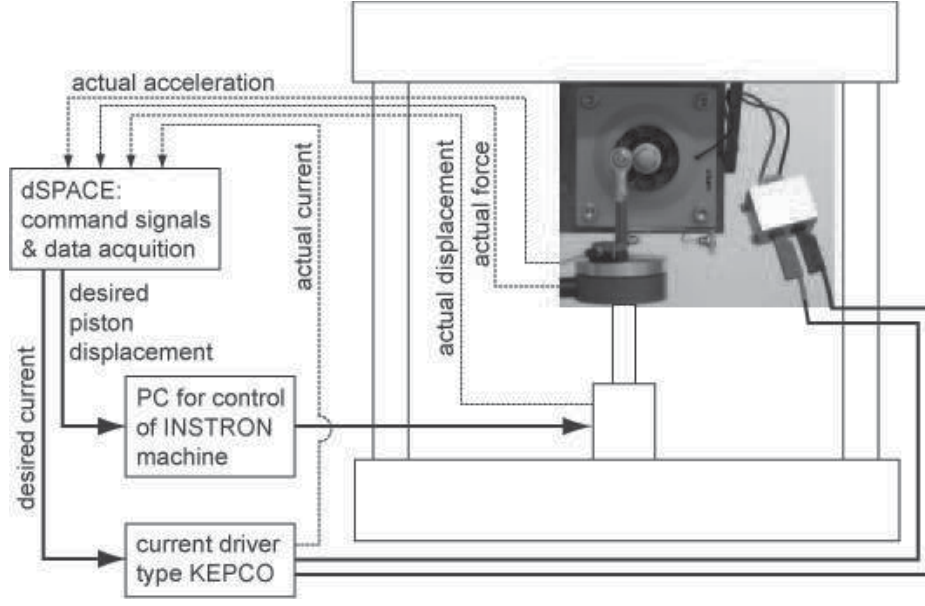 actual acceleration
dSPACE:
command signals
& data acquition
actual current
actual displacement
actual force
desired
piston
displacement
desired current
PC for control
of INSTRON
machine
current driver
type KEPCO